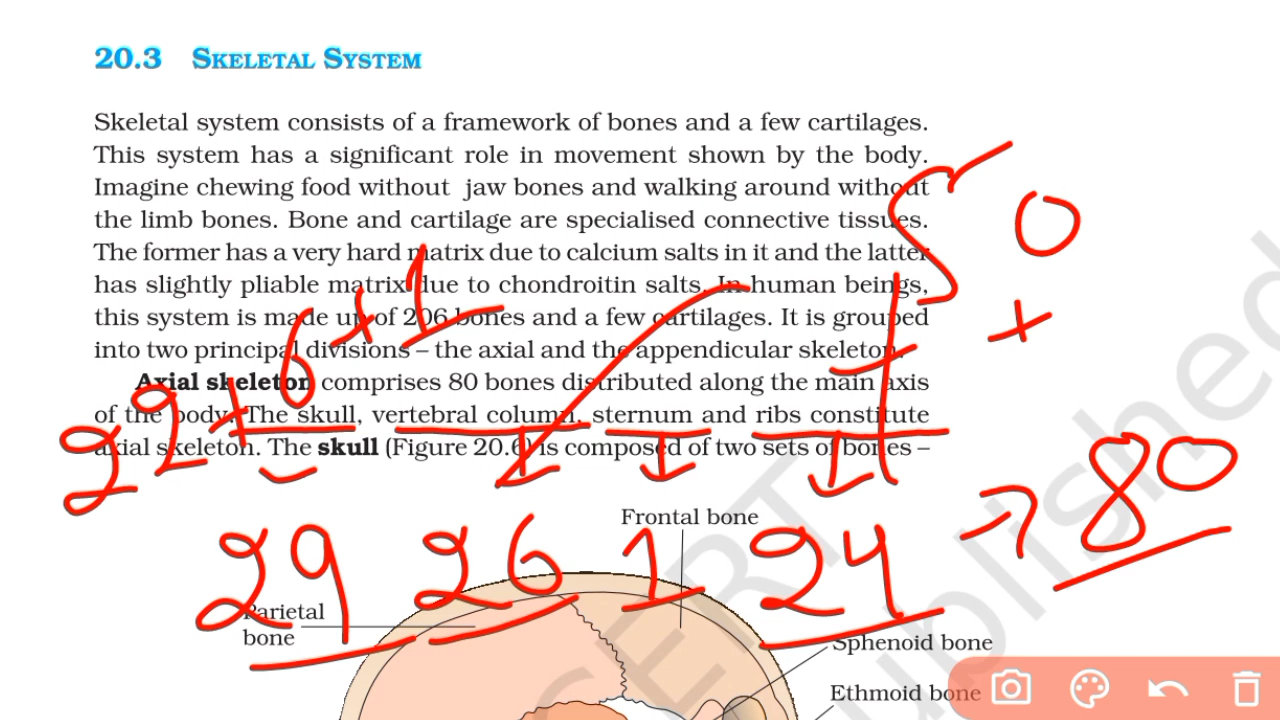 20.3 SKELETAL SYSTEM
Skeletal system consists of a framework of bones and a few cartilages.
This system has a significant role in movement shown by the body.
Imagine chewing food without jaw bones and walking around without
the limb bones. Bone and cartilage are specialised connective tissues.
The former has a very hard matrix due to calcium salts in it and the latter
has slightly pliable matrix due to chondroitin salts. In human beings,
this system is made up of 206 bones and a few cartilages. It is grouped
into two principal divisions – the axial and the appendicular skeleton.
Axial skeleton comprises 80 bones distributed along the main axis
of the body. The skull, vertebral column, sternum and ribs constitute
axial skeleton. The skull (Figure 20.6) is composed of two sets of bones –
22+6+1
50
+
29 26 1 24 → 80
Frontal bone
Parietal
bone
Sphenoid bone
Ethmoid bone